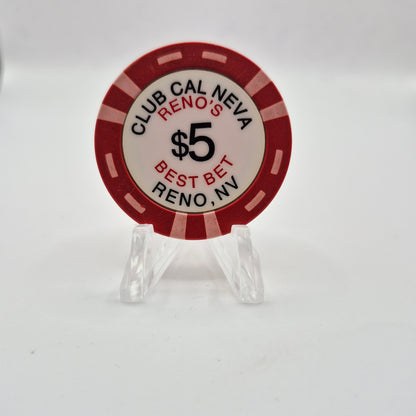 CLUB CAL NEVA
RENO'S
$5
BEST BET
RENO, NV